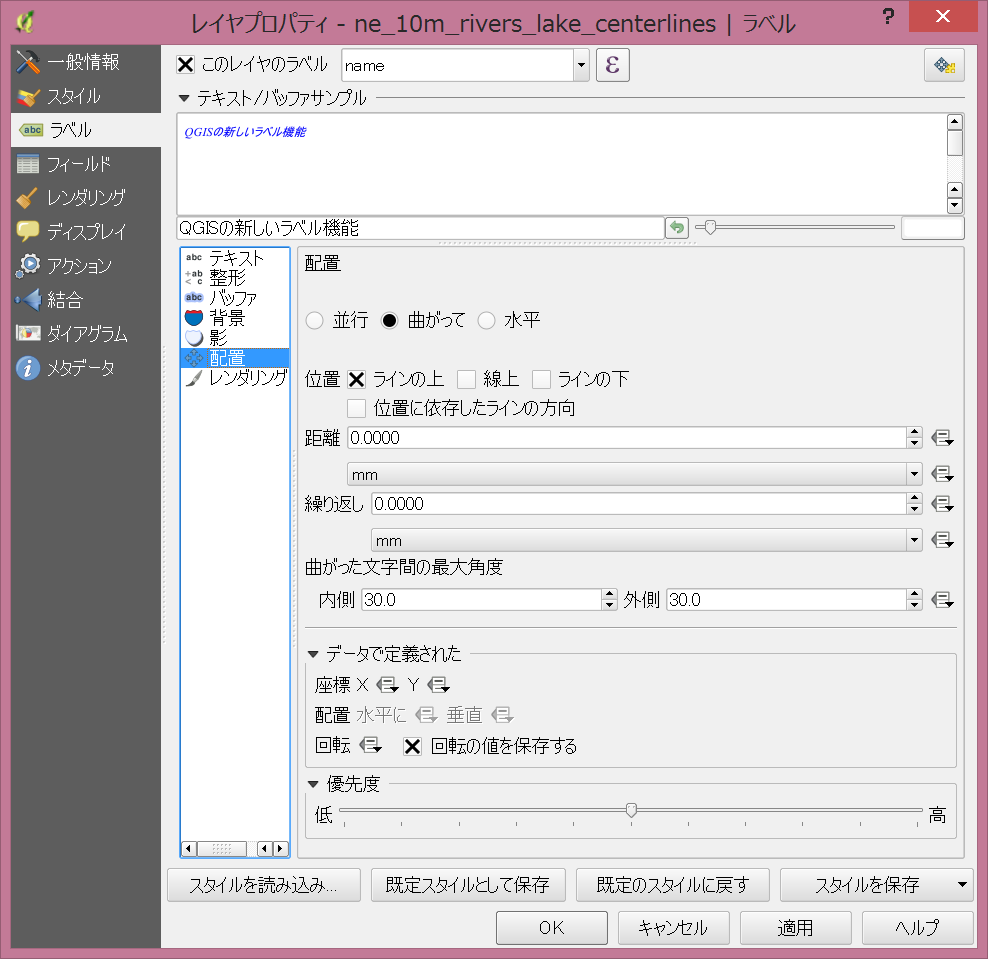 レイヤプロパティ - ne_10m_rivers_lake_centerlines | ラベル
?
一般情報
スタイル
abc ラベル
フィールド
レンダリング
ディスプレイ
アクション
結合
ダイアグラム
メタデータ
このレイヤのラベル name ε
テキスト/バッファサンプル
QGISの新しいラベル機能
QGISの新しいラベル機能
abc テキスト
+ab < c 整形
abc バッファ
背景
影
配置
レンダリング
配置
並行 曲がって 水平
位置 ラインの上 線上 ラインの下
位置に依存したラインの方向
距離 0.0000
mm
繰り返し 0.0000
mm
曲がった文字間の最大角度
内側 30.0 外側 30.0
データで定義された
座標 X Y
配置 水平に 垂直
回転 回転の値を保存する
優先度
低 高
スタイルを読み込み... 既定スタイルとして保存 既定のスタイルに戻す スタイルを保存
OK キャンセル 適用 ヘルプ